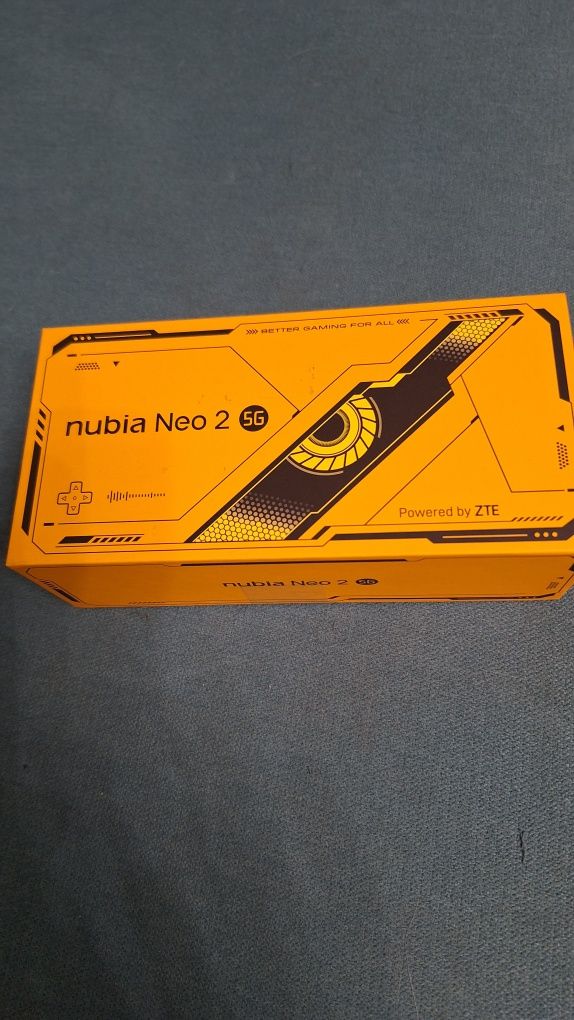 »» BETTER GAMING FOR ALL ««
nubia Neo 2 5G
Powered by ZTE
nubia Neo 2 5G